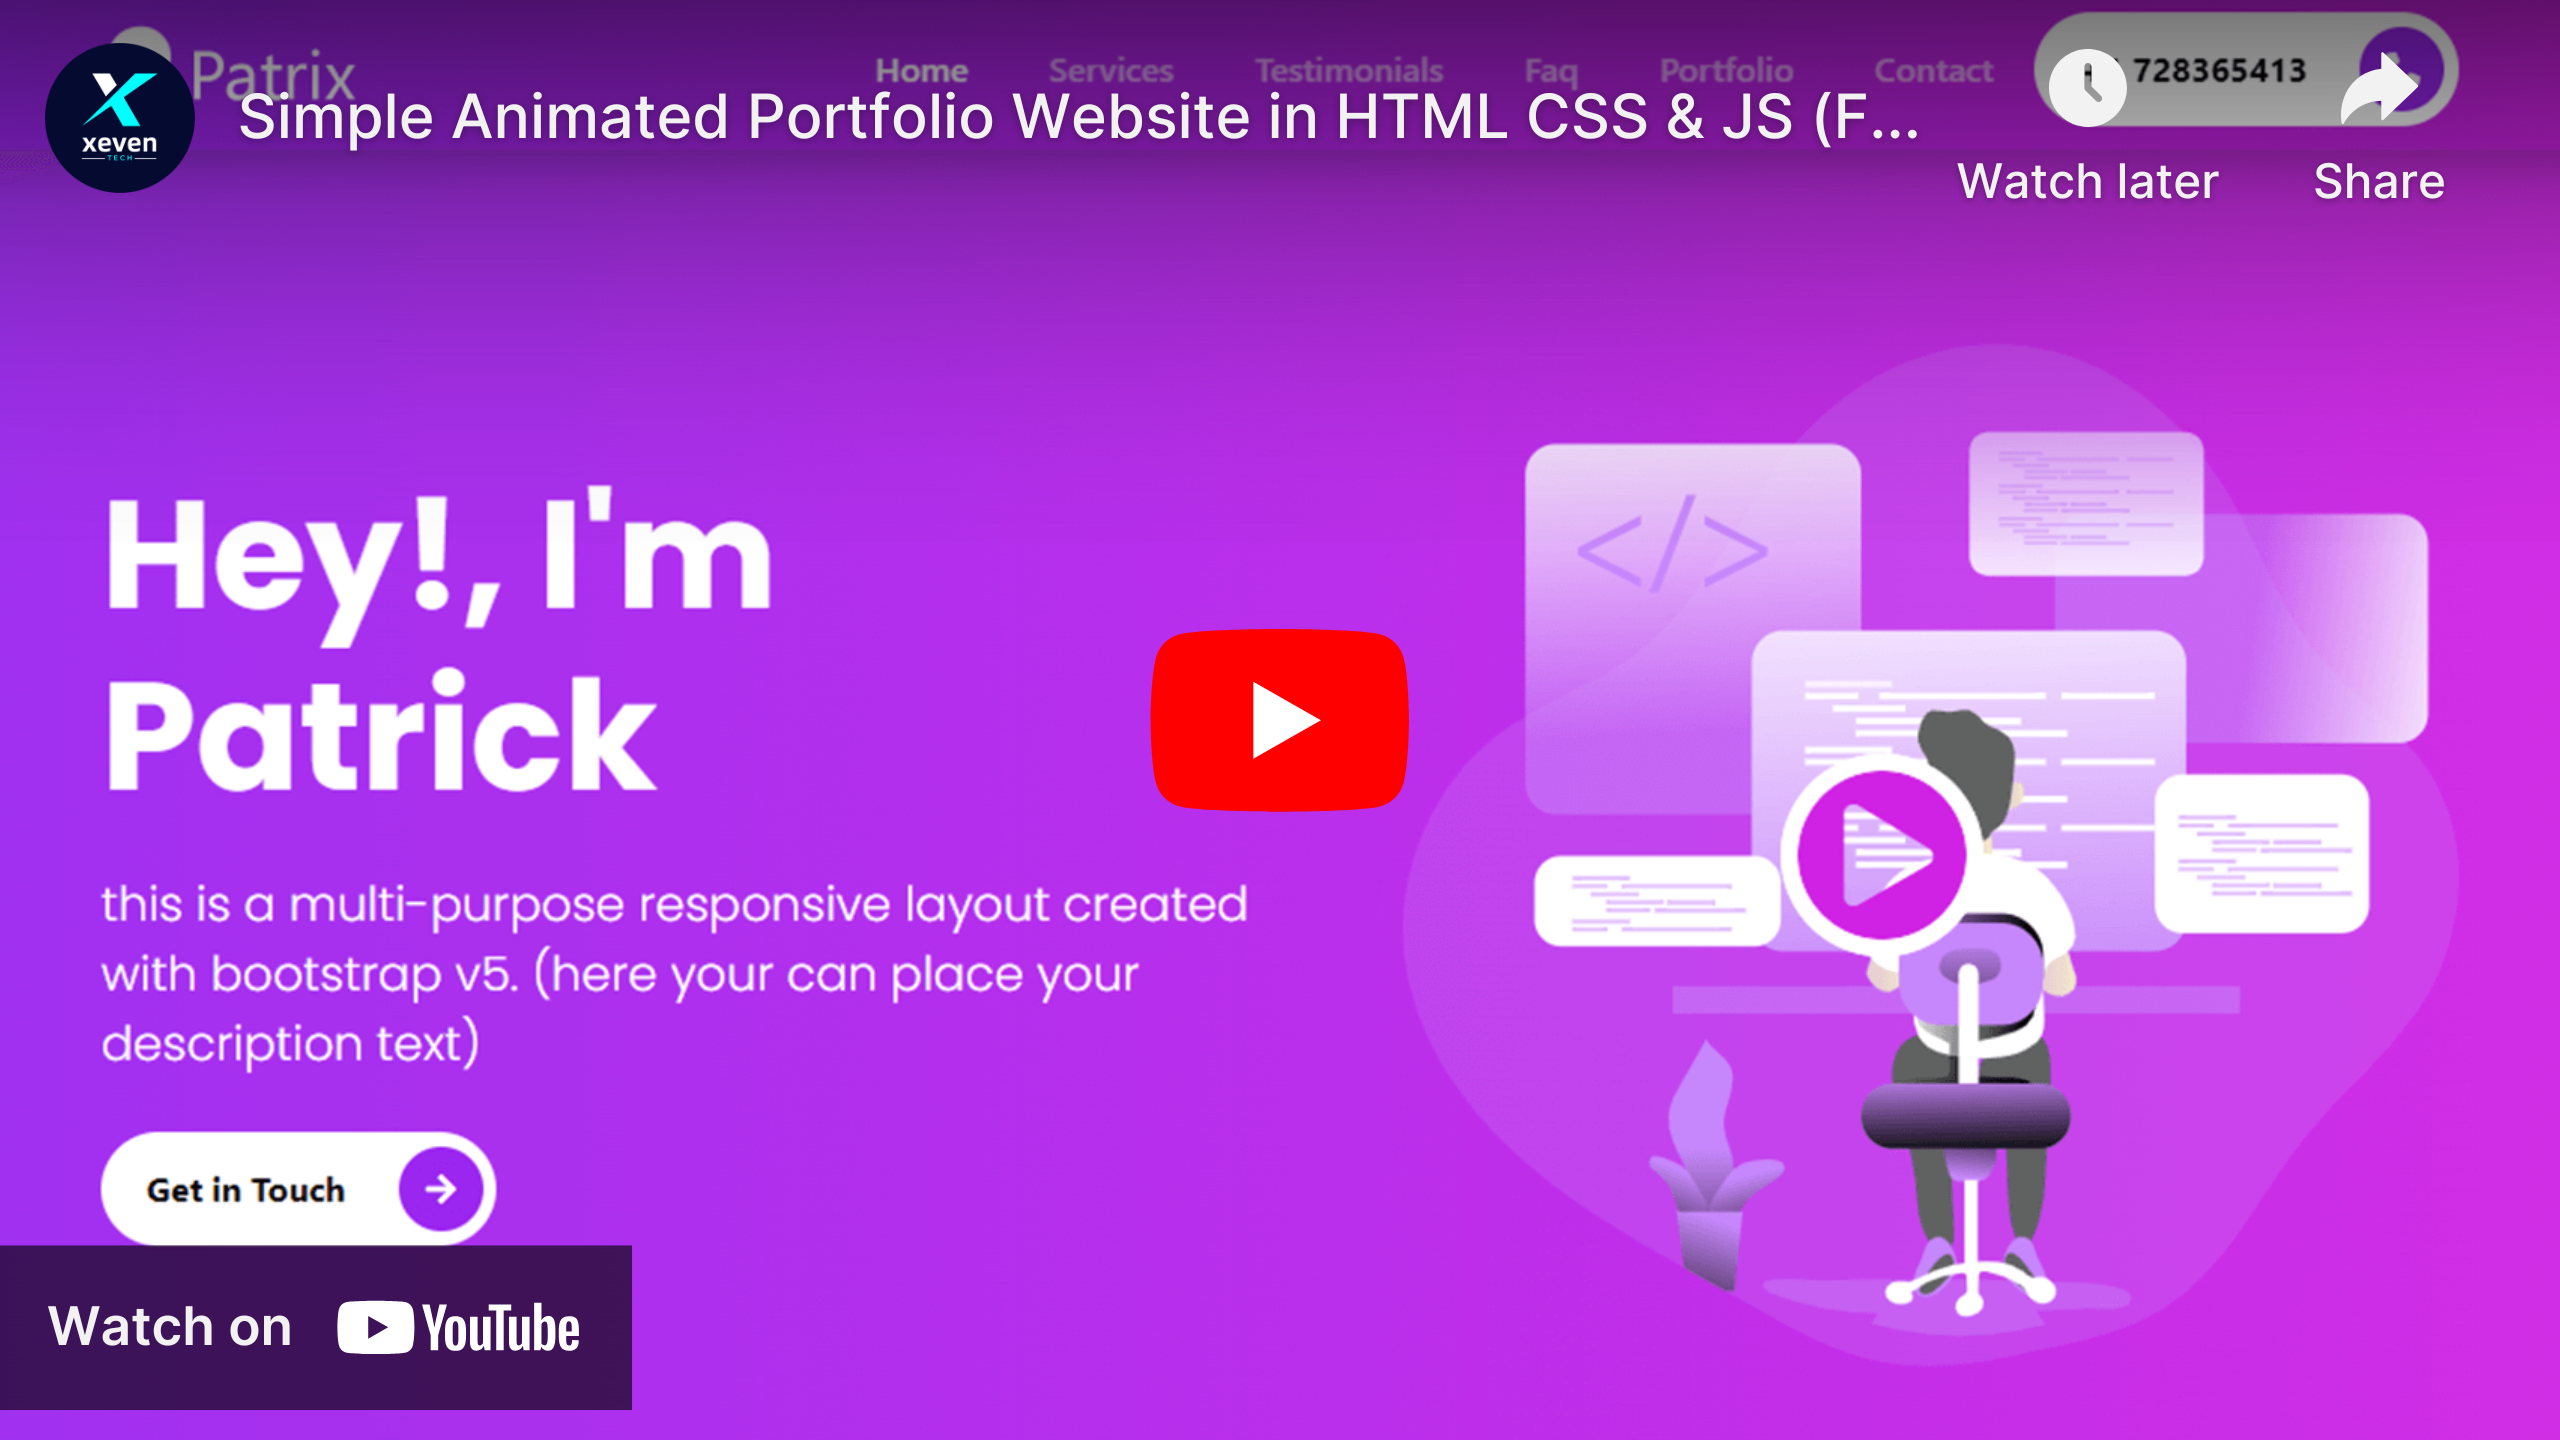 Patrix
Home Services Testimonials Faq Portfolio Contact
728365413
xeven
TECH
Simple Animated Portfolio Website in HTML CSS & JS (F...
Watch later
Share
Hey!, I'm
Patrick
</>
this is a multi-purpose responsive layout created
with bootstrap v5. (here your can place your
description text)
Get in Touch
Watch on YouTube